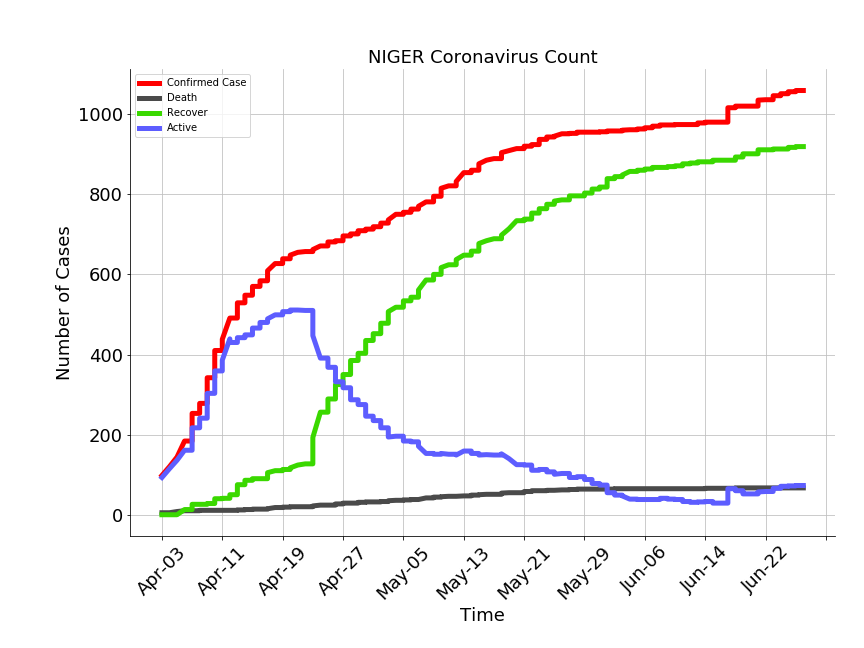 NIGER Coronavirus Count
Confirmed Case
Death
Recover
Active
1000
800
600
400
200
0
Number of Cases
Apr-03
Apr-11
Apr-19
Apr-27
May-05
May-13
May-21
May-29
Jun-06
Jun-14
Jun-22
Time